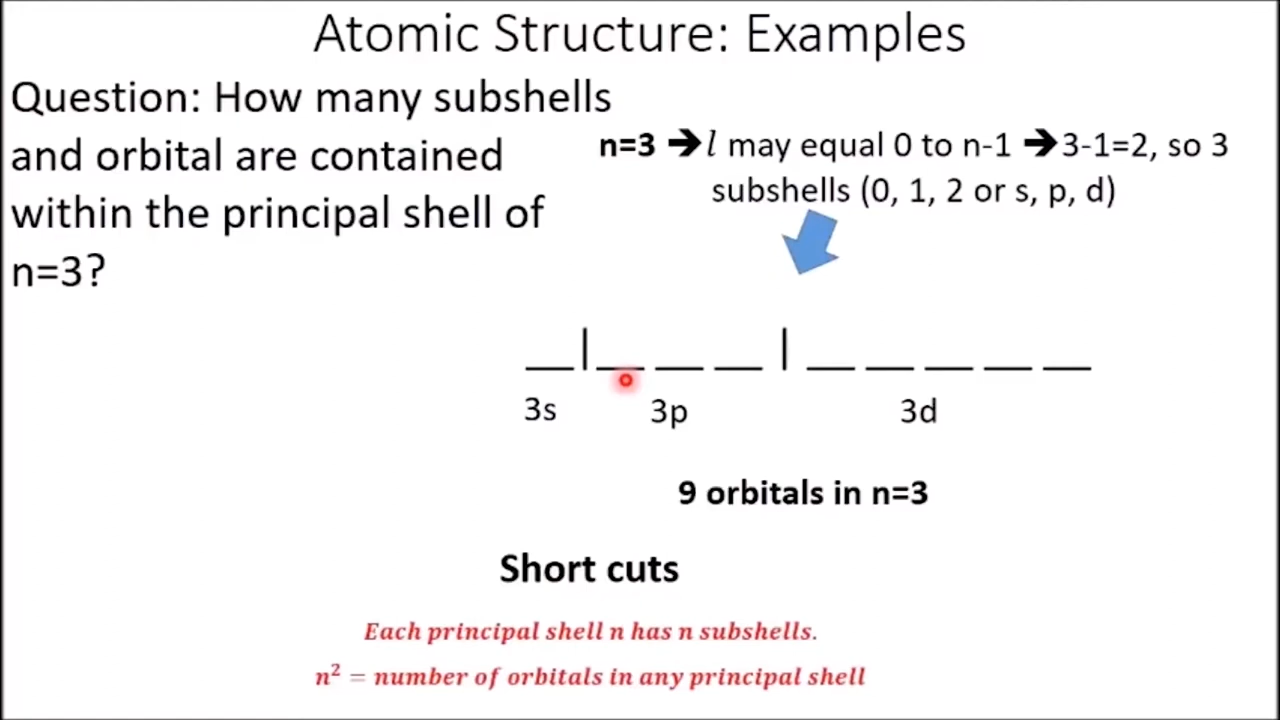 Atomic Structure: Examples
Question: How many subshells
and orbital are contained
within the principal shell of
n=3?
n=3 ➔ l may equal 0 to n-1 ➔3-1=2, so 3
subshells (0, 1, 2 or s, p, d)
3s 3p 3d
9 orbitals in n=3
Short cuts
Each principal shell n has n subshells.
n² = number of orbitals in any principal shell